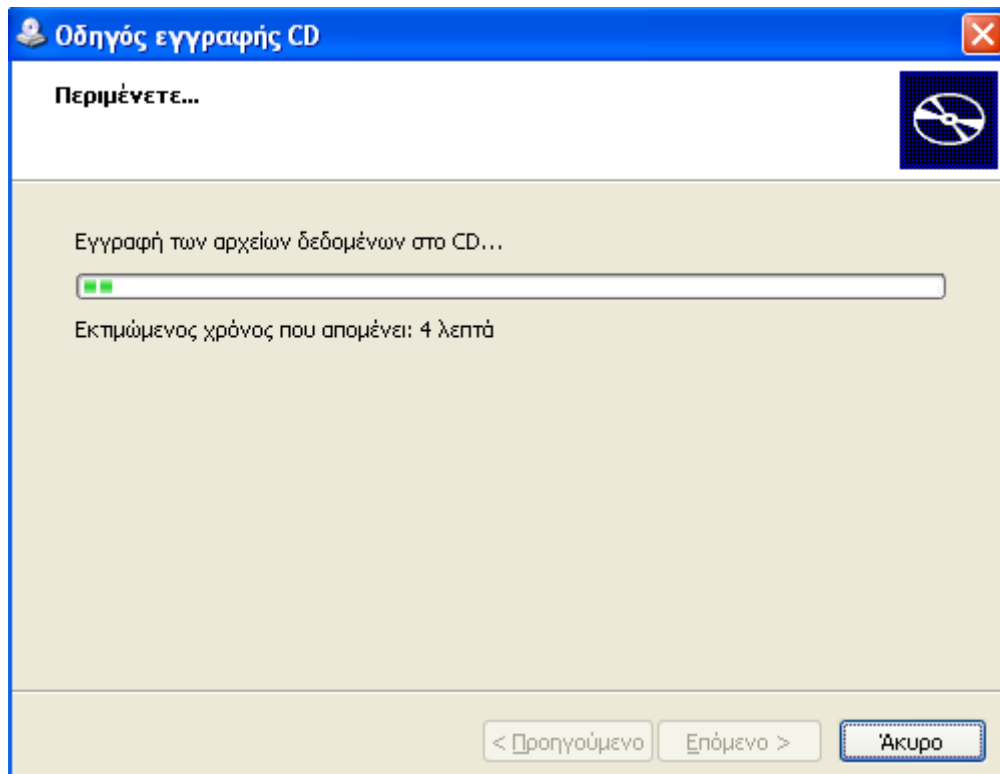 Οδηγός εγγραφής CD
Περιμένετε...
Εγγραφή των αρχείων δεδομένων στο CD...
Εκτιμώμενος χρόνος που απομένει: 4 λεπτά
< Προηγούμενο Επόμενο > Άκυρο